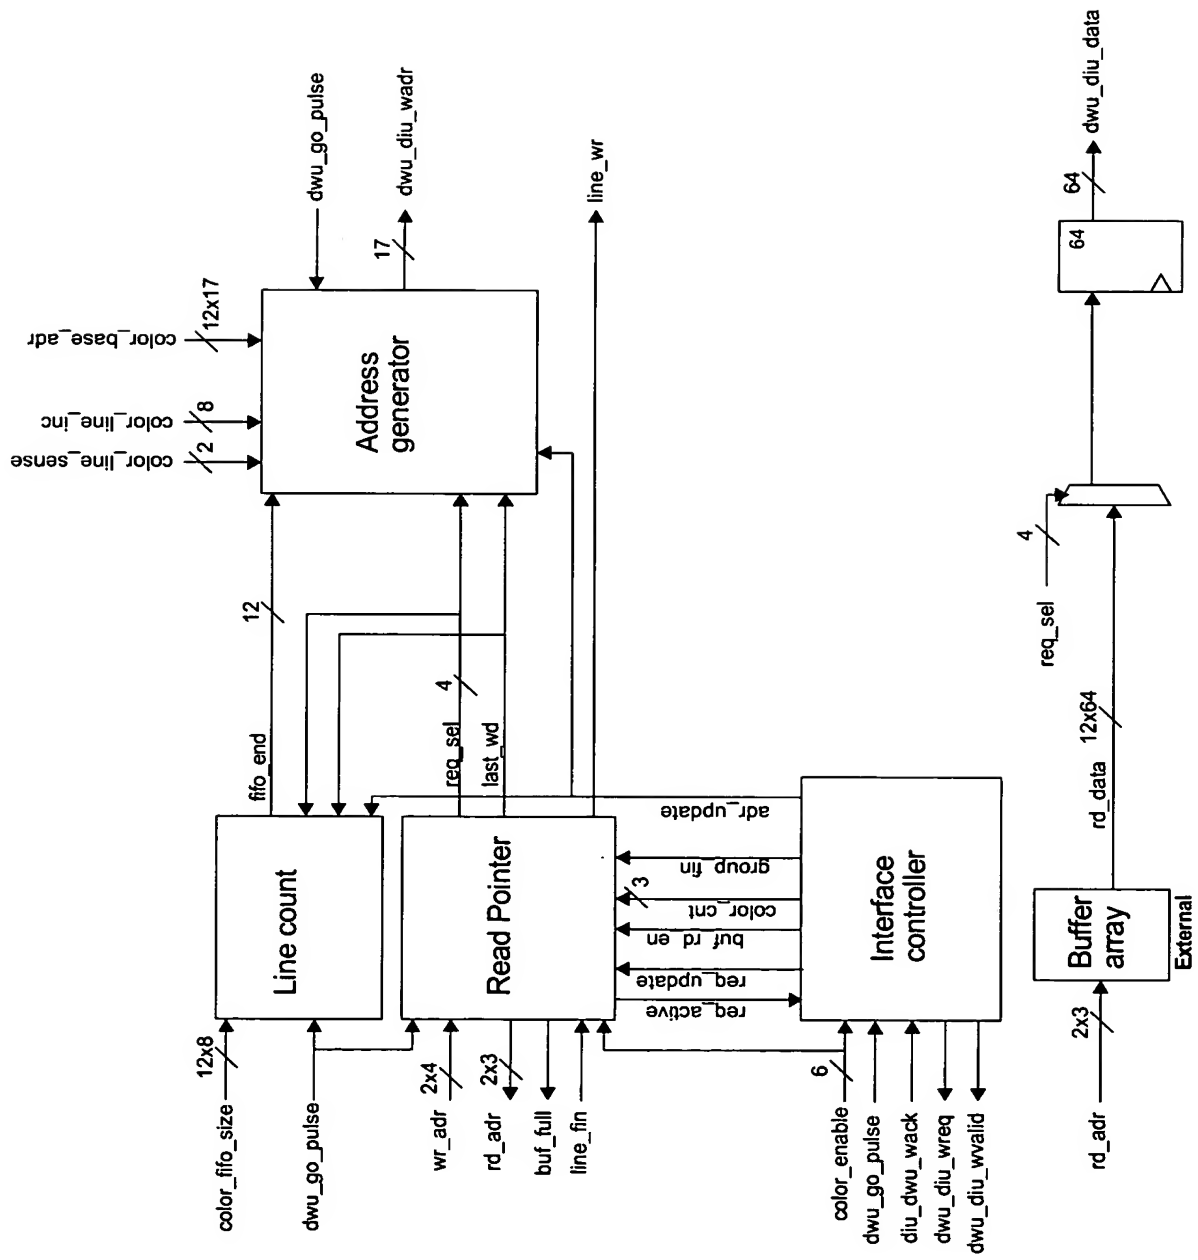 color_fifo_size
12x8
dwu_go_pulse
Line count
fifo_end
12
color_line_sense
2
color_line_inc
8
color_base_adr
12x17
dwu_go_pulse
Address
generator
17
dwu_diu_wadr
wr_adr
2x4
rd_adr
2x3
buf_full
line_fin
Read Pointer
req_sel
4
last_wd
line_wr
req_active
req_update
buf_rd_en
color_cnt
3
group_fin
adr_update
color_enable
6
dwu_go_pulse
diu_dwu_wack
dwu_diu_wreq
dwu_diu_wvalid
Interface
controller
rd_adr
2x3
Buffer
array
External
rd_data
12x64
req_sel
4
64
64
dwu_diu_data